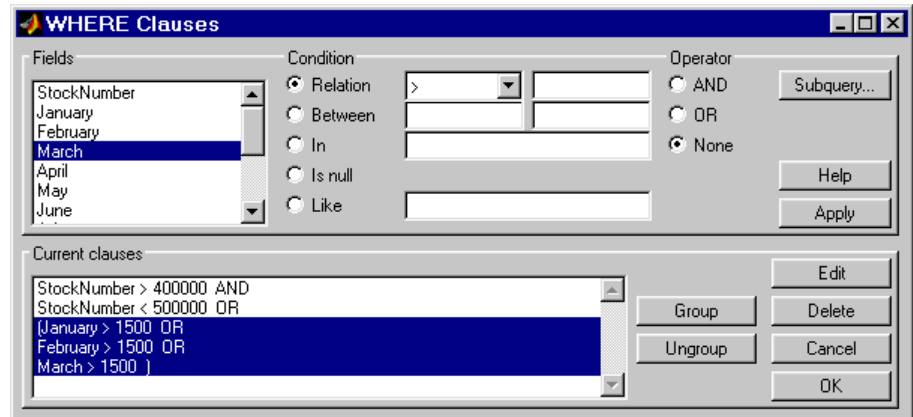 WHERE Clauses
Fields
StockNumber
January
February
March
April
May
June
Condition
Relation
>
Between
In
Is null
Like
Operator
AND
OR
None
Subquery...
Help
Apply
Current clauses
StockNumber > 400000 AND
StockNumber < 500000 OR
(January > 1500 OR
February > 1500 OR
March > 1500 )
Group
Ungroup
Edit
Delete
Cancel
OK